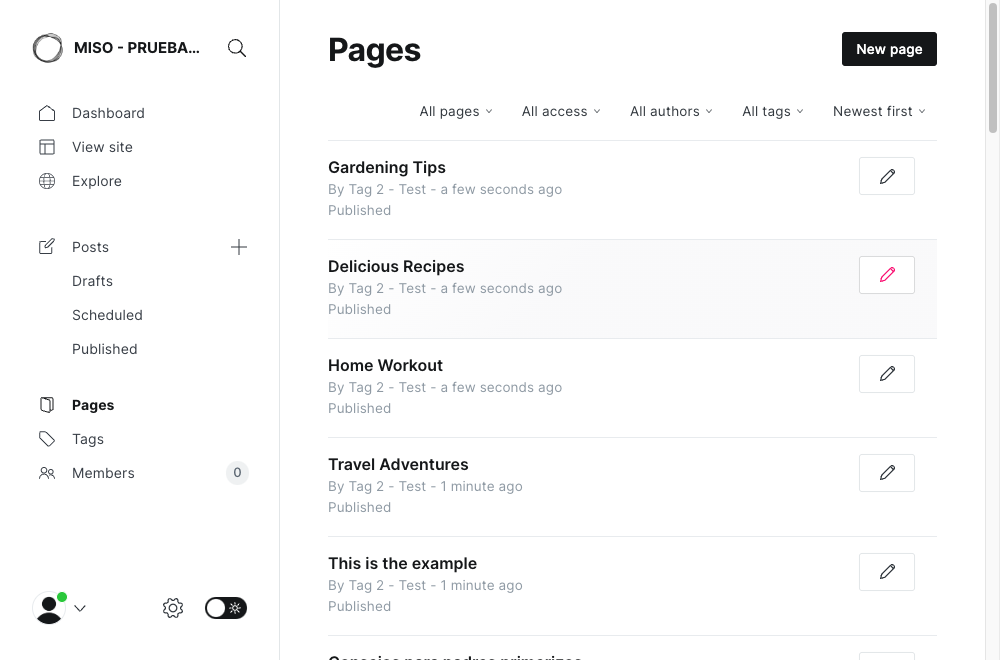 MISO - PRUEBA...
Dashboard
View site
Explore
Posts
Drafts
Scheduled
Published
Pages
Tags
Members
0
Pages
New page
All pages
All access
All authors
All tags
Newest first
Gardening Tips
By Tag 2 - Test - a few seconds ago
Published
Delicious Recipes
By Tag 2 - Test - a few seconds ago
Published
Home Workout
By Tag 2 - Test - a few seconds ago
Published
Travel Adventures
By Tag 2 - Test - 1 minute ago
Published
This is the example
By Tag 2 - Test - 1 minute ago
Published